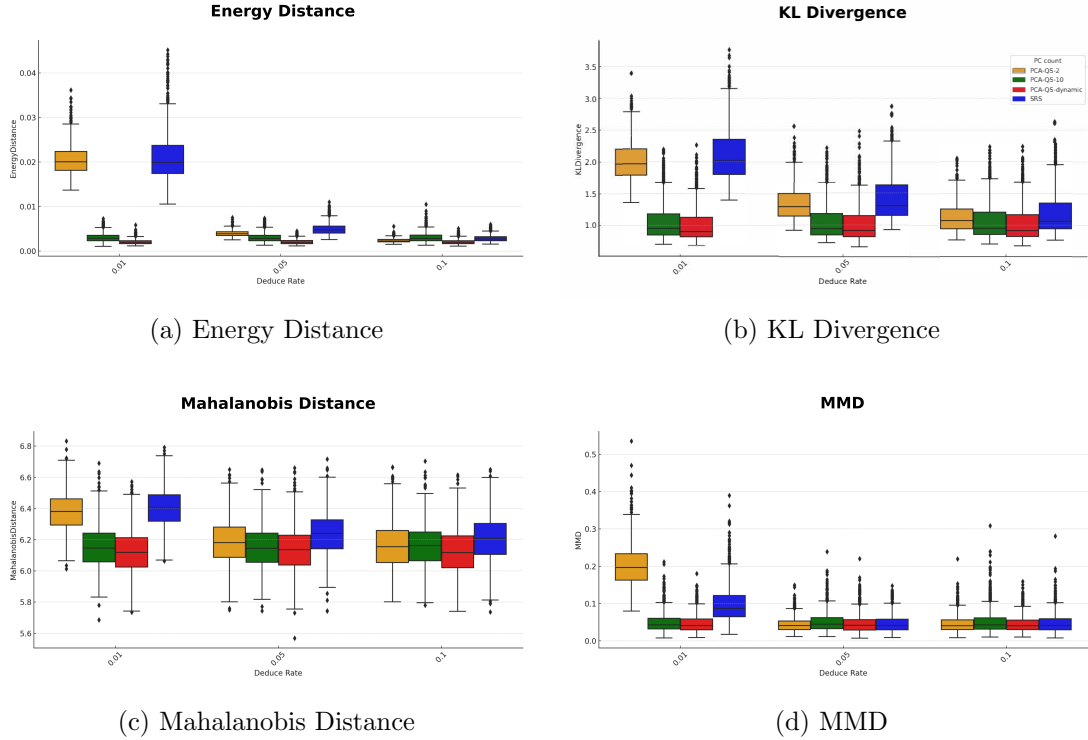 Energy Distance
EnergyDistance
0.04
0.03
0.02
0.01
0.00
0.01
0.05
0.1
Deduce Rate
(a) Energy Distance
KL Divergence
KLDivergence
3.5
3.0
2.5
2.0
1.5
1.0
0.01
0.05
0.1
Deduce Rate
PC count
PCA-QS-2
PCA-QS-10
PCA-QS-dynamic
SRS
(b) KL Divergence
Mahalanobis Distance
MahalanobisDistance
6.8
6.6
6.4
6.2
6.0
5.8
5.6
0.01
0.05
0.1
Deduce Rate
(c) Mahalanobis Distance
MMD
MMD
0.5
0.4
0.3
0.2
0.1
0.0
0.01
0.05
0.1
Deduce Rate
(d) MMD